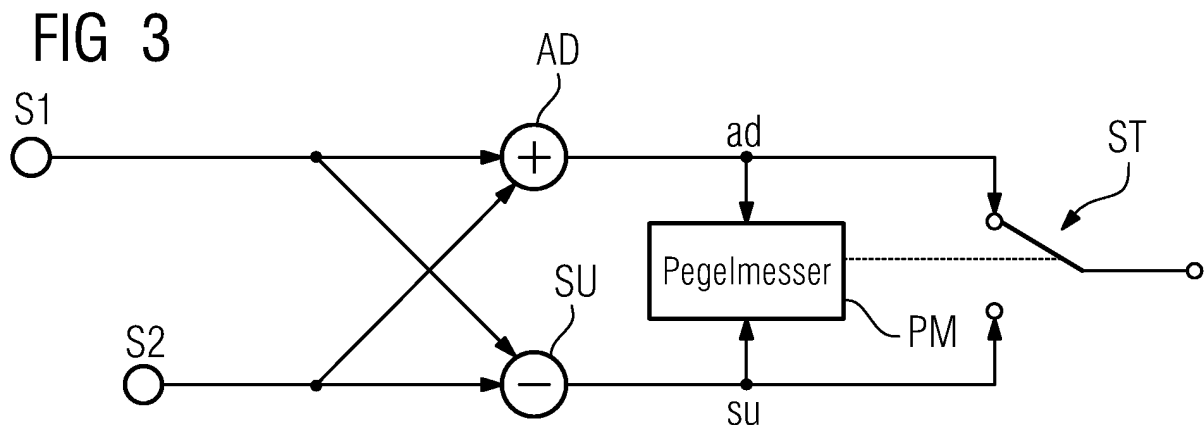 FIG 3
AD
S1
+
ad
ST
Pegelmesser
SU
PM
S2
−
su